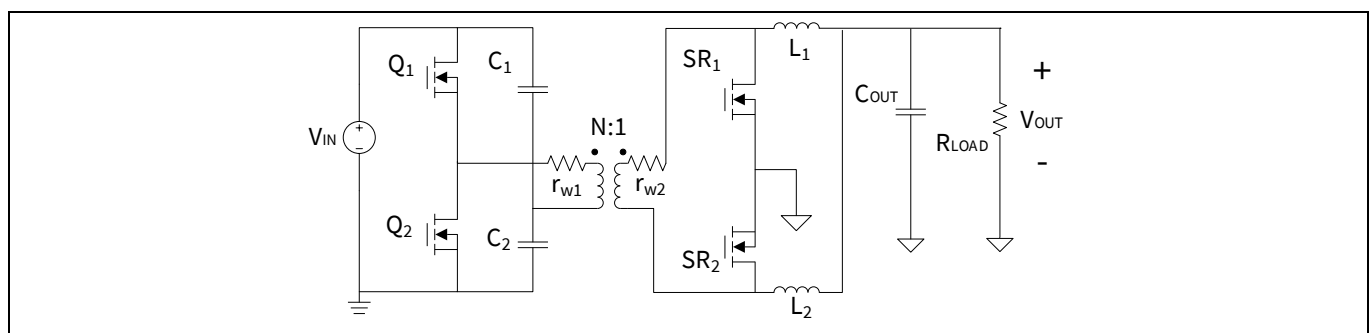 Q1
C1
VIN
N:1
rw1
rw2
Q2
C2
SR1
SR2
L1
L2
COUT
RLOAD
+
VOUT
-